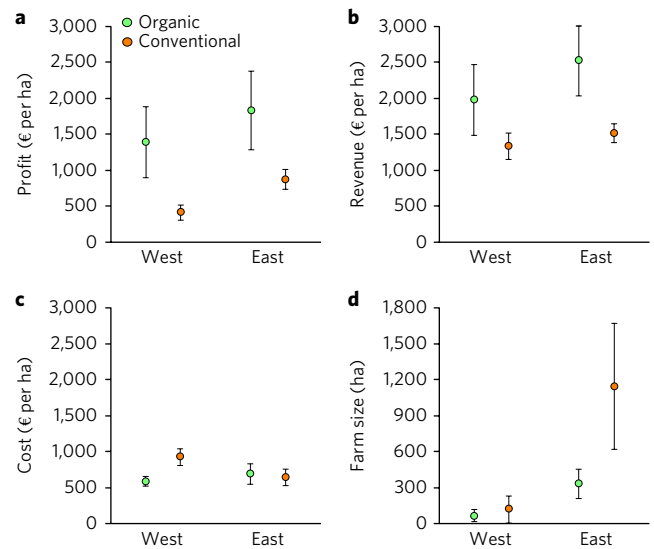 a
Organic
Conventional
Profit (€ per ha)
3,000
2,500
2,000
1,500
1,000
500
0
West East
b
Revenue (€ per ha)
3,000
2,500
2,000
1,500
1,000
500
0
West East
c
Cost (€ per ha)
3,000
2,500
2,000
1,500
1,000
500
0
West East
d
Farm size (ha)
1,800
1,500
1,200
900
600
300
0
West East